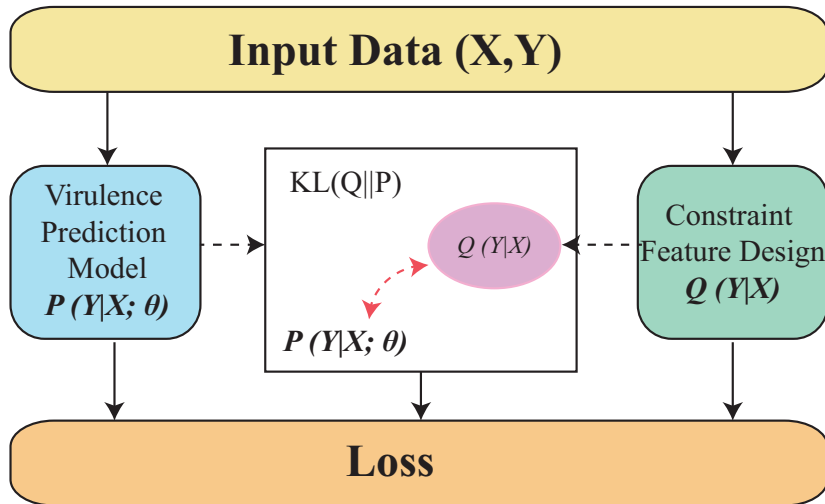 Input Data (X,Y)
Virulence
Prediction
Model
P (Y|X; θ)
KL(Q||P)
Q (Y|X)
P (Y|X; θ)
Constraint
Feature Design
Q (Y|X)
Loss